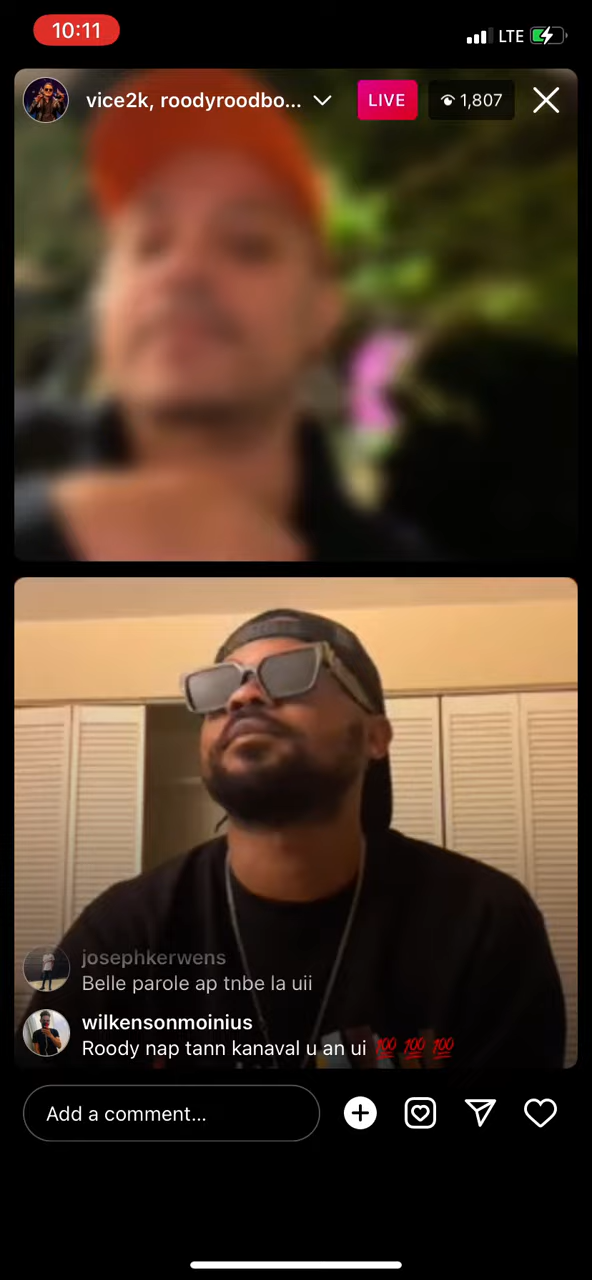 10:11
LTE
vice2k, roodyroodbo...
LIVE
1,807
josephkerwens
Belle parole ap tnbe la uii
wilkensonmoinius
Roody nap tann kanaval u an ui 💯 💯 💯
Add a comment...